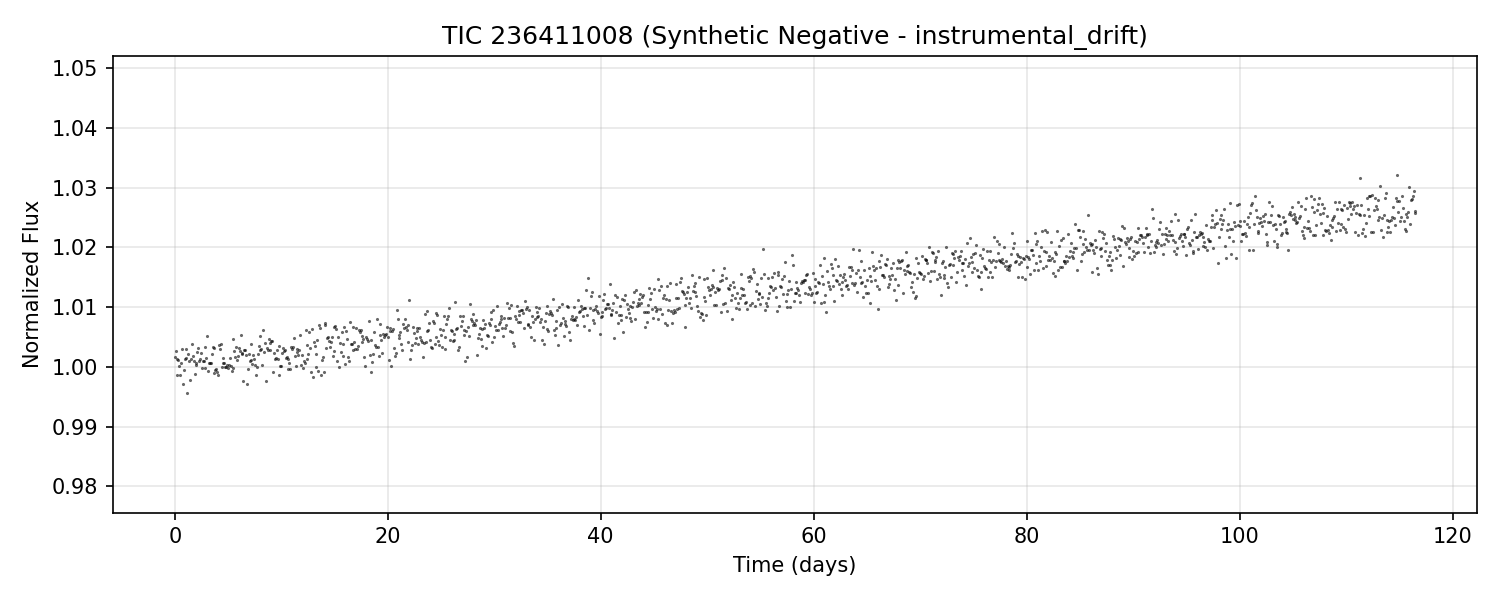 TIC 236411008 (Synthetic Negative - instrumental_drift)
1.05
1.04
1.03
1.02
1.01
1.00
0.99
0.98
Normalized Flux
0 20 40 60 80 100 120
Time (days)